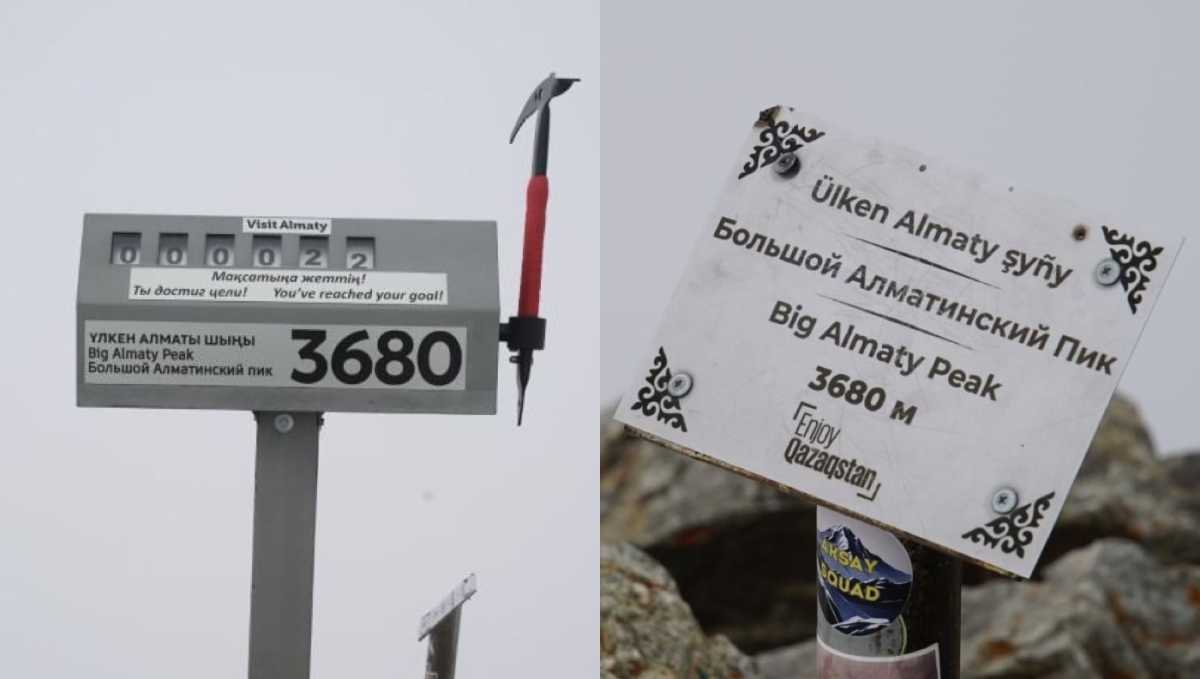 Visit Almaty
000022
Мақсатыңа жеттің!
Ты достиг цели! You've reached your goal!
ҮЛКЕН АЛМАТЫ ШЫҢЫ
Big Almaty Peak
Большой Алматинский пик
3680
Ülken Almaty şyñy
Большой Алматинский Пик
Big Almaty Peak
3680 м
Enjoy
Qazaqstan
AKSAY
SQUAD